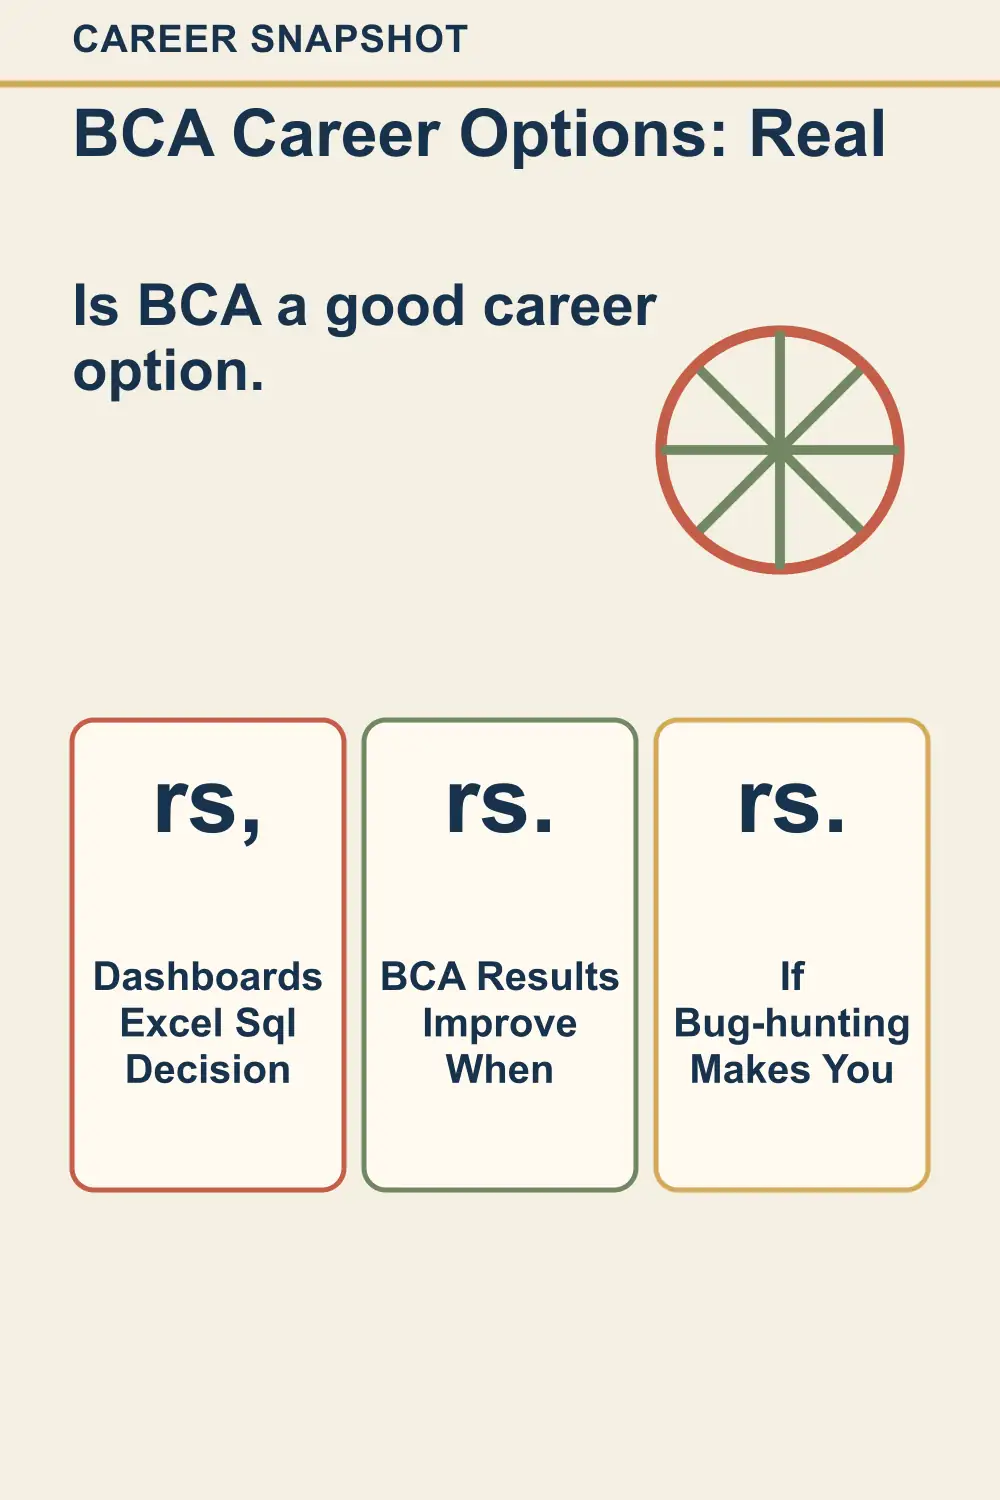 CAREER SNAPSHOT
BCA Career Options: Real
Is BCA a good career
option.
rs,
Dashboards
Excel Sql
Decision
rs.
BCA Results
Improve
When
rs.
If
Bug-hunting
Makes You